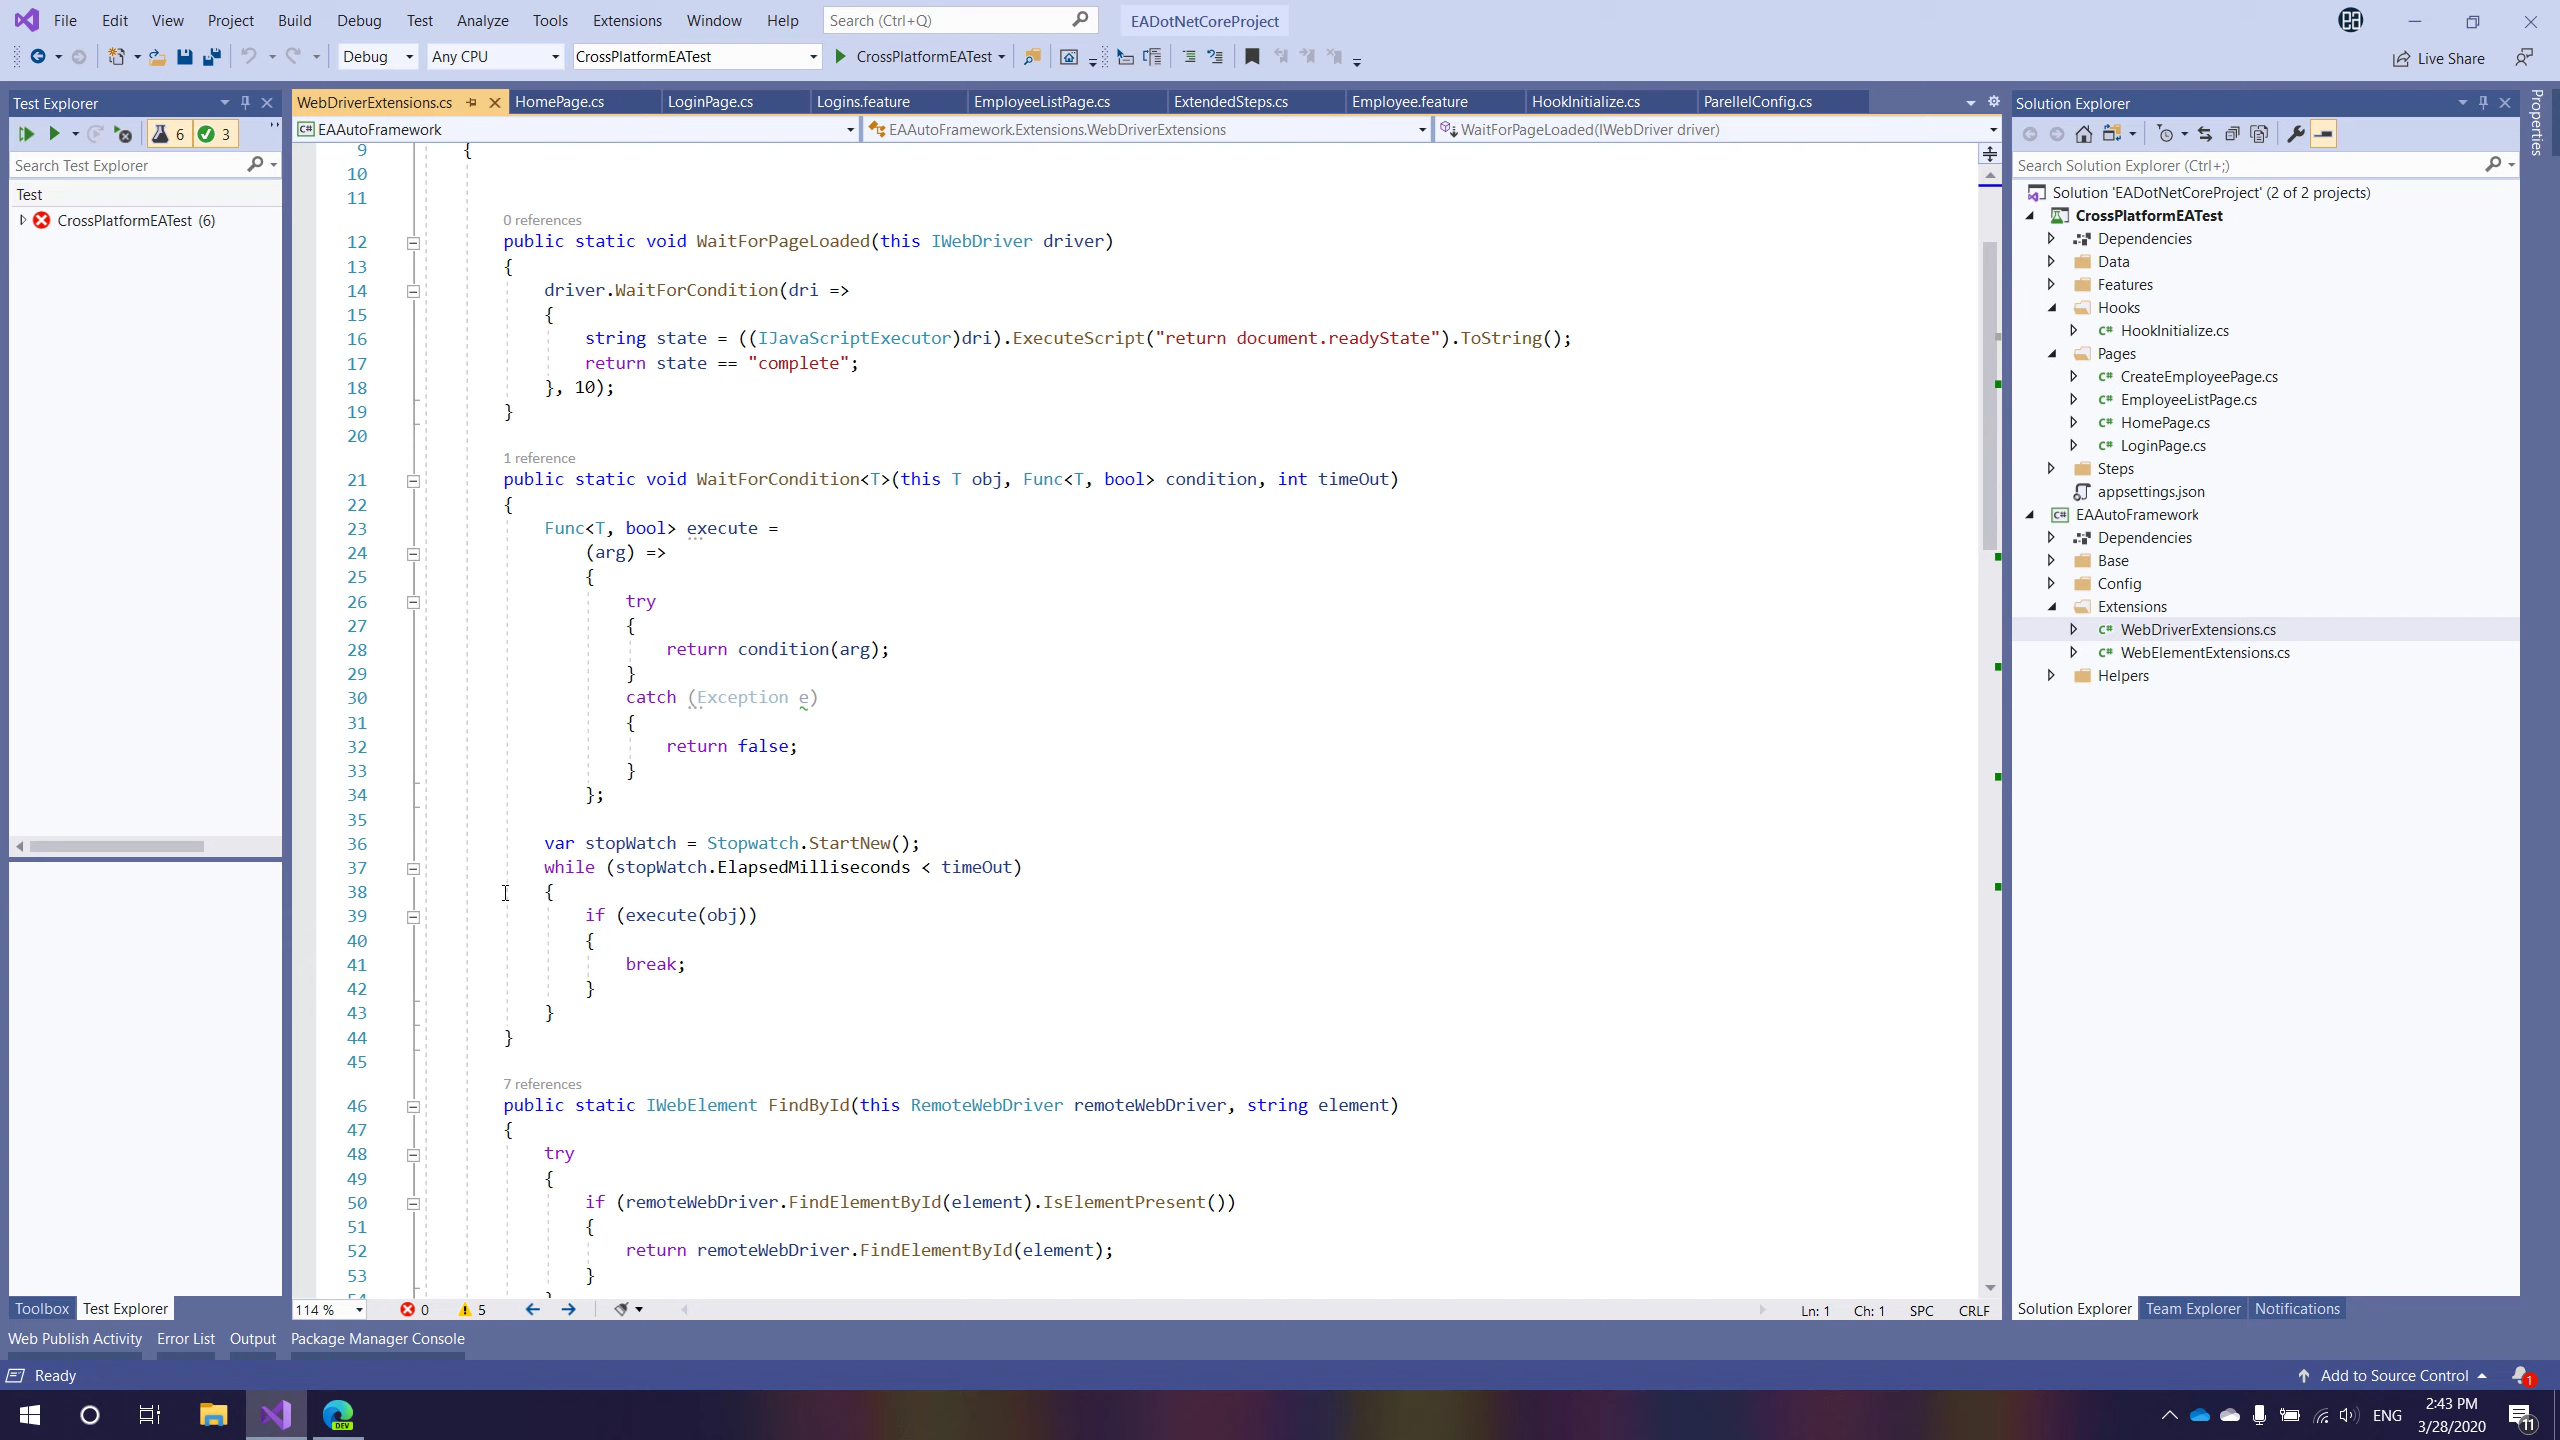 File Edit View Project Build Debug Test Analyze Tools Extensions Window Help Search (Ctrl+Q) EADotNetCoreProject
Debug Any CPU CrossPlatformEATest CrossPlatformEATest Live Share
Test Explorer
6 3
Search Test Explorer
Test
CrossPlatformEATest (6)
WebDriverExtensions.cs HomePage.cs LoginPage.cs Logins.feature EmployeeListPage.cs ExtendedSteps.cs Employee.feature HookInitialize.cs ParellelConfig.cs
EAAutoFramework EAAutoFramework.Extensions.WebDriverExtensions WaitForPageLoaded(IWebDriver driver)
9 {
10
11
0 references
12 public static void WaitForPageLoaded(this IWebDriver driver)
13 {
14 driver.WaitForCondition(dri =>
15 {
16 string state = ((IJavaScriptExecutor)dri).ExecuteScript("return document.readyState").ToString();
17 return state == "complete";
18 }, 10);
19 }
20
1 reference
21 public static void WaitForCondition<T>(this T obj, Func<T, bool> condition, int timeOut)
22 {
23 Func<T, bool> execute =
24 (arg) =>
25 {
26 try
27 {
28 return condition(arg);
29 }
30 catch (Exception e)
31 {
32 return false;
33 }
34 };
35
36 var stopWatch = Stopwatch.StartNew();
37 while (stopWatch.ElapsedMilliseconds < timeOut)
38 {
39 if (execute(obj))
40 {
41 break;
42 }
43 }
44 }
45
7 references
46 public static IWebElement FindById(this RemoteWebDriver remoteWebDriver, string element)
47 {
48 try
49 {
50 if (remoteWebDriver.FindElementById(element).IsElementPresent())
51 {
52 return remoteWebDriver.FindElementById(element);
53 }
114 % 0 5 Ln: 1 Ch: 1 SPC CRLF
Solution Explorer
Search Solution Explorer (Ctrl+;)
Solution 'EADotNetCoreProject' (2 of 2 projects)
CrossPlatformEATest
Dependencies
Data
Features
Hooks
HookInitialize.cs
Pages
CreateEmployeePage.cs
EmployeeListPage.cs
HomePage.cs
LoginPage.cs
Steps
appsettings.json
EAAutoFramework
Dependencies
Base
Config
Extensions
WebDriverExtensions.cs
WebElementExtensions.cs
Helpers
Properties
Toolbox Test Explorer
Solution Explorer Team Explorer Notifications
Web Publish Activity Error List Output Package Manager Console
Ready Add to Source Control 1
DEV ENG 2:43 PM
3/28/2020 11